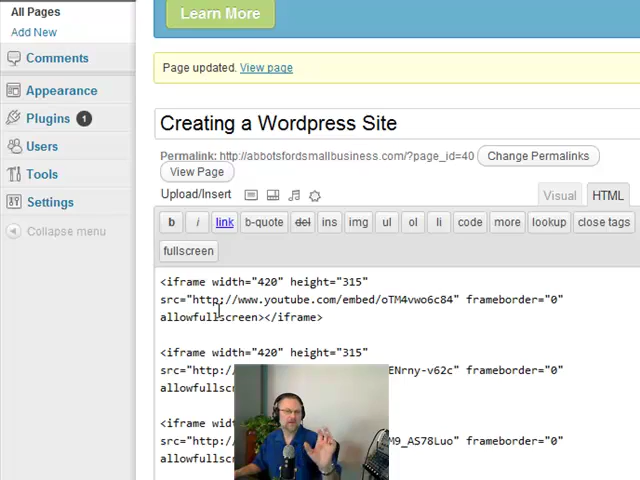 Learn More
All Pages
Add New
Comments
Appearance
Plugins 1
Users
Tools
Settings
Collapse menu
Page updated. View page
Creating a Wordpress Site
Permalink: http://abbotsfordsmallbusiness.com/?page_id=40 Change Permalinks
View Page
Upload/Insert
Visual HTML
b i link b-quote del ins img ul ol li code more lookup close tags
fullscreen
<iframe width="420" height="315"
src="http://www.youtube.com/embed/oTM4vwo6c84" frameborder="0"
allowfullscreen></iframe>
<iframe width="420" height="315"
src="http:/ ENrny-v62c" frameborder="0"
allowfullsc
<iframe wid
src="http:/ M9_AS78Luo" frameborder="0"
allowfullsc